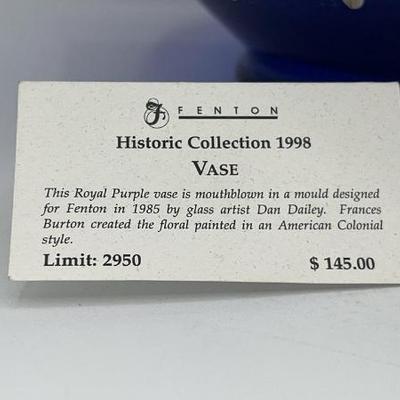 F FENTON
Historic Collection 1998
VASE
This Royal Purple vase is mouthblown in a mould designed
for Fenton in 1985 by glass artist Dan Dailey. Frances
Burton created the floral painted in an American Colonial
style.
Limit: 2950 $ 145.00